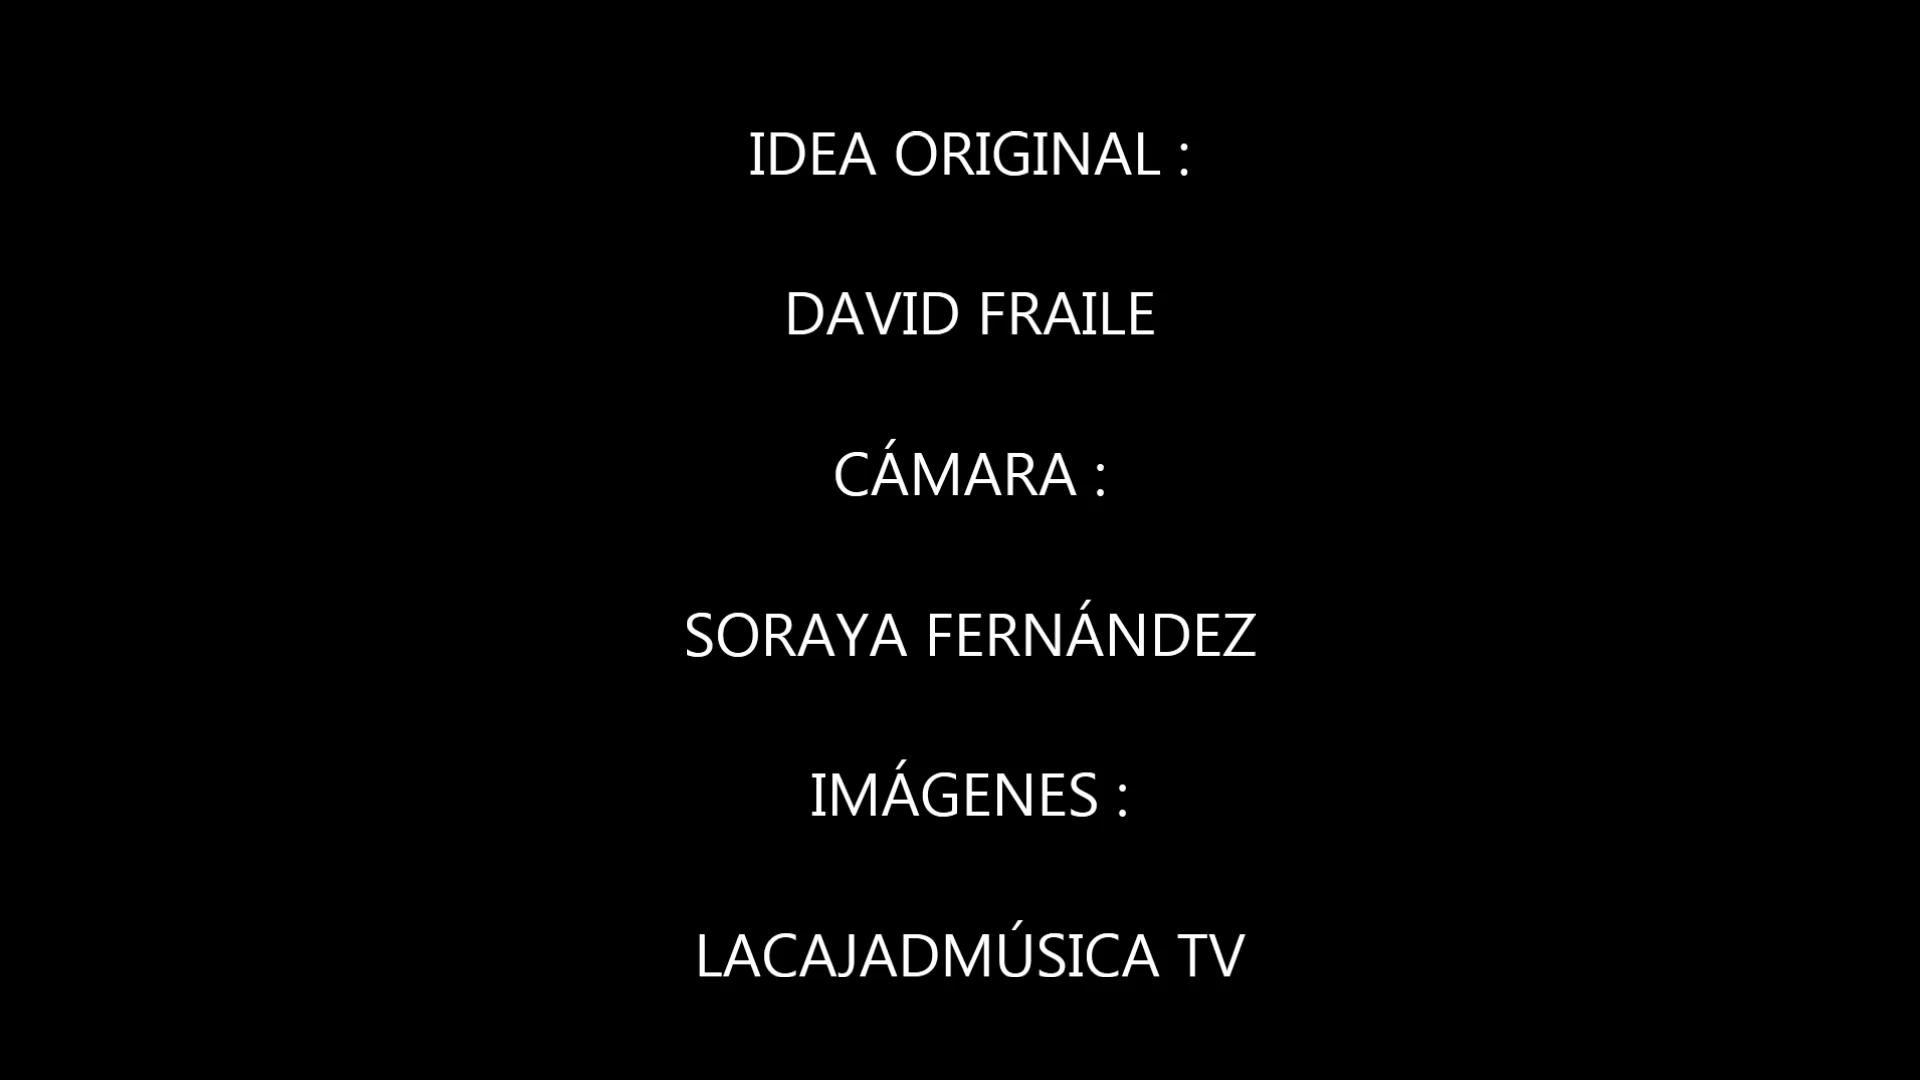 IDEA ORIGINAL :
DAVID FRAILE
CÁMARA :
SORAYA FERNÁNDEZ
IMÁGENES :
LACAJADMÚSICA TV